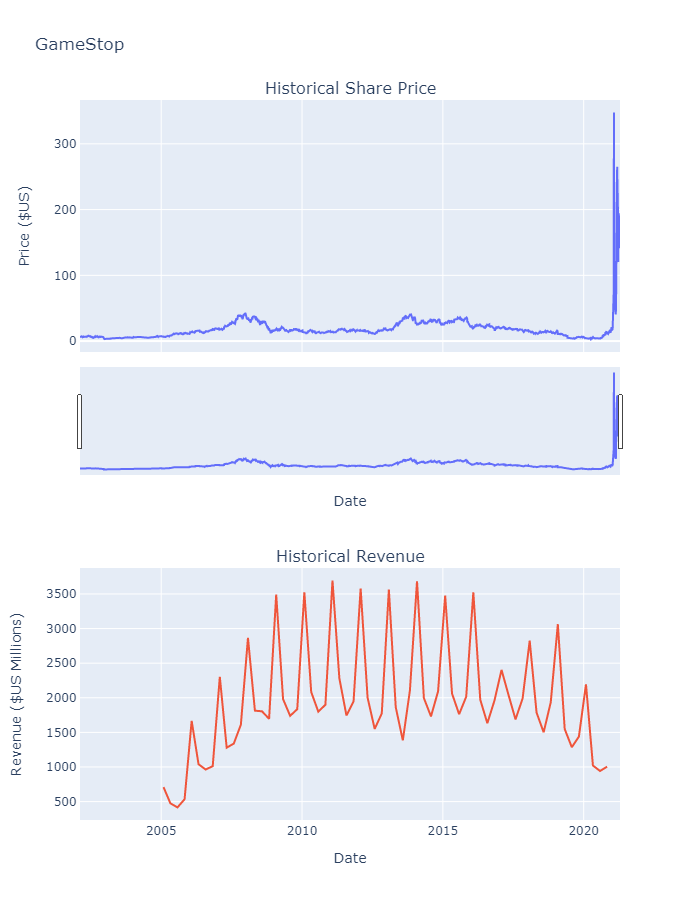 GameStop
Historical Share Price
Price ($US)
300
200
100
0
Date
Historical Revenue
Revenue ($US Millions)
3500
3000
2500
2000
1500
1000
500
2005
2010
2015
2020
Date